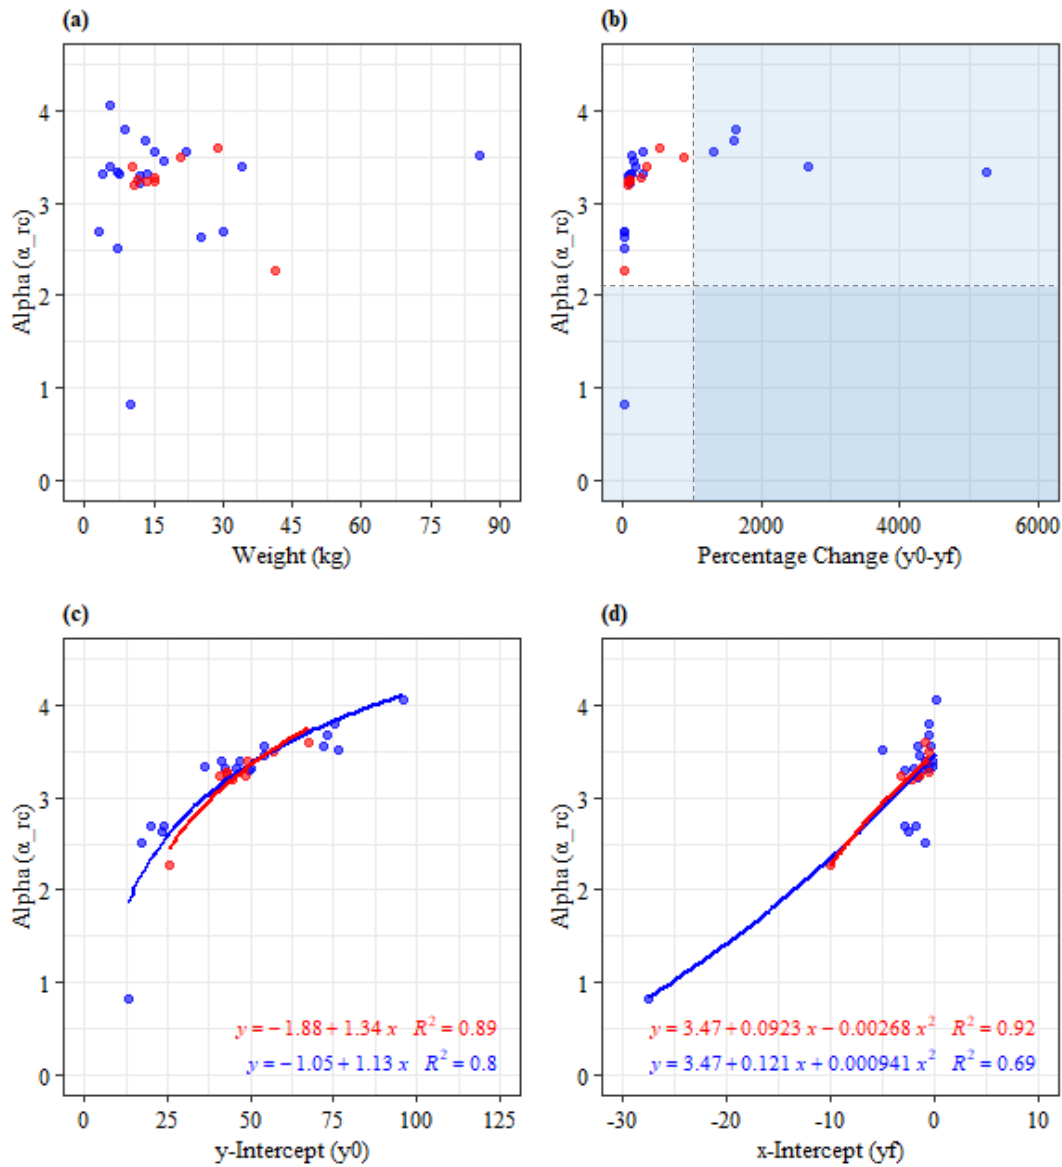 (a)
Alpha (α_rc)
4
3
2
1
0
0 15 30 45 60 75 90
Weight (kg)
(b)
Alpha (α_rc)
4
3
2
1
0
0 2000 4000 6000
Percentage Change (y0-yf)
(c)
Alpha (α_rc)
4
3
2
1
0
y = −1.88 + 1.34 x R² = 0.89
y = −1.05 + 1.13 x R² = 0.8
0 25 50 75 100 125
y-Intercept (y0)
(d)
Alpha (α_rc)
4
3
2
1
0
y = 3.47 + 0.0923 x − 0.00268 x² R² = 0.92
y = 3.47 + 0.121 x + 0.000941 x² R² = 0.69
-30 -20 -10 0 10
x-Intercept (yf)